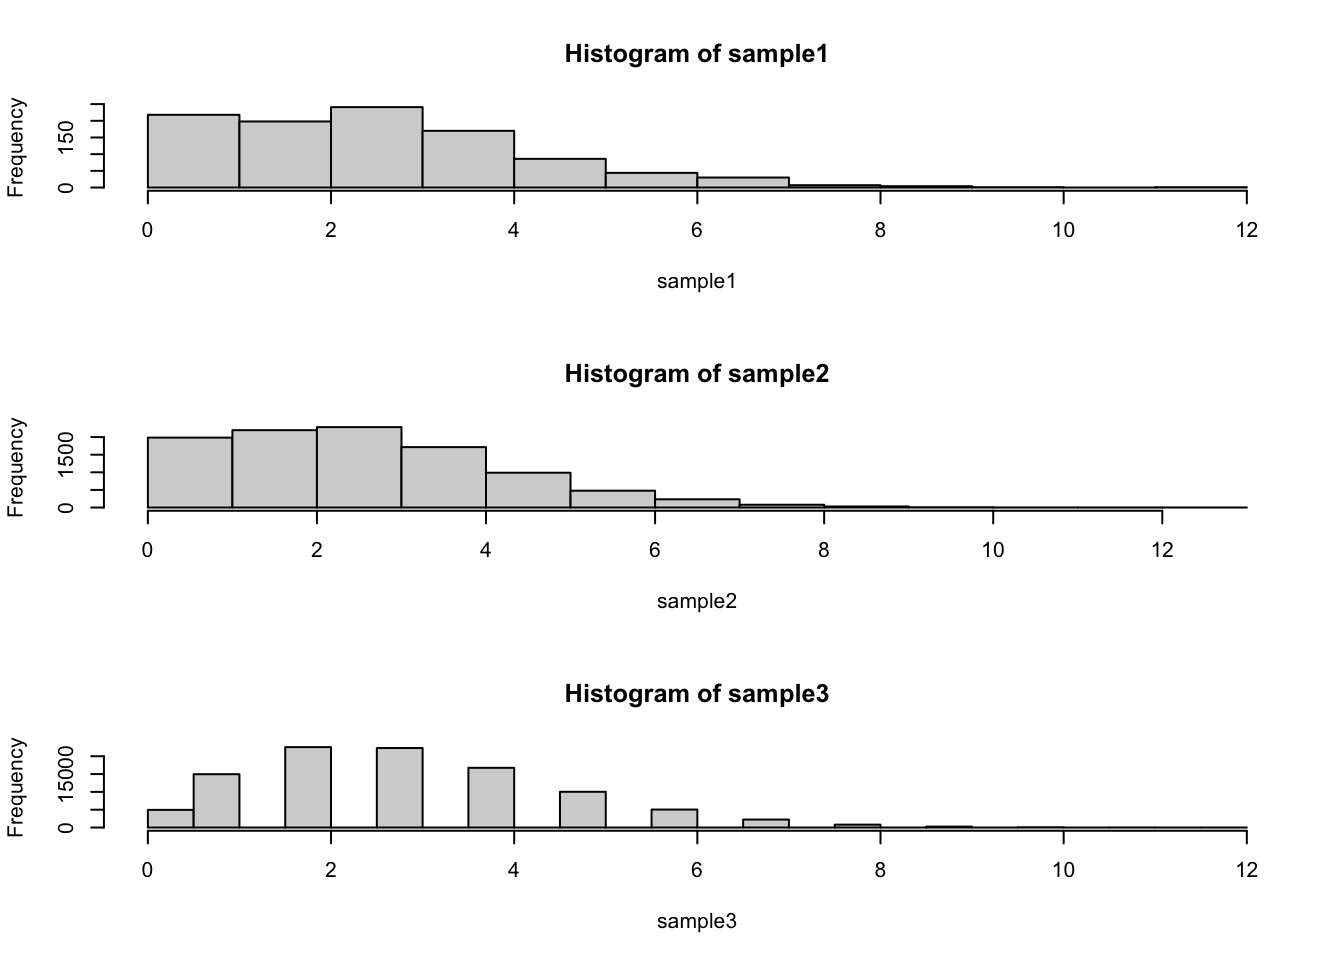 Histogram of sample1
Frequency
0 150
0 2 4 6 8 10 12
sample1
Histogram of sample2
Frequency
0 1500
0 2 4 6 8 10 12
sample2
Histogram of sample3
Frequency
0 15000
0 2 4 6 8 10 12
sample3